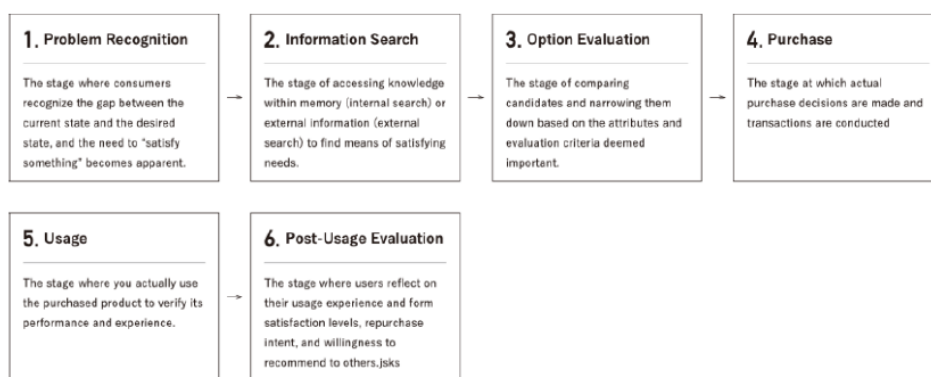 1. Problem Recognition
The stage where consumers
recognize the gap between the
current state and the desired
state, and the need to "satisfy
something" becomes apparent.
2. Information Search
The stage of accessing knowledge
within memory (internal search) or
external information (external
search) to find means of satisfying
needs.
3. Option Evaluation
The stage of comparing
candidates and narrowing them
down based on the attributes and
evaluation criteria deemed
important.
4. Purchase
The stage at which actual
purchase decisions are made and
transactions are conducted
5. Usage
The stage where you actually use
the purchased product to verify its
performance and experience.
6. Post-Usage Evaluation
The stage where users reflect on
their usage experience and form
satisfaction levels, repurchase
intent, and willingness to
recommend to others.jsks